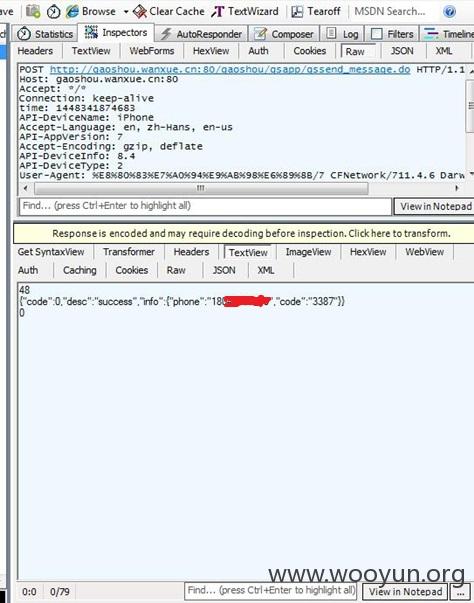 ave Browse Clear Cache TextWizard Tearoff MSDN Search...
Statistics Inspectors AutoResponder Composer Log Filters Timeline
Headers TextView WebForms HexView Auth Cookies Raw JSON XML
POST http://gaoshou.wanxue.cn:80/gaoshou/gsapp/gssend_message.do HTTP/1.1
Host: gaoshou.wanxue.cn:80
Accept: */*
Connection: keep-alive
time: 1448341874683
API-DeviceName: iPhone
Accept-Language: en, zh-Hans, en-us
API-AppVersion: 7
Accept-Encoding: gzip, deflate
API-DeviceInfo: 8.4
API-DeviceType: 2
User-Agent: %E8%80%83%E7%A0%94%E9%AB%98%E6%89%8B/7 CFNetwork/711.4.6 Darw
Find... (press Ctrl+Enter to highlight all) View in Notepad
Response is encoded and may require decoding before inspection. Click here to transform.
Get SyntaxView Transformer Headers TextView ImageView HexView WebView
Auth Caching Cookies Raw JSON XML
48
{"code":0,"desc":"success","info":{"phone":"180","code":"3387"}}
0
www.wooyun.org
0:0 0/79 Find... (press Ctrl+Enter to highlight all) View in Notepad ...